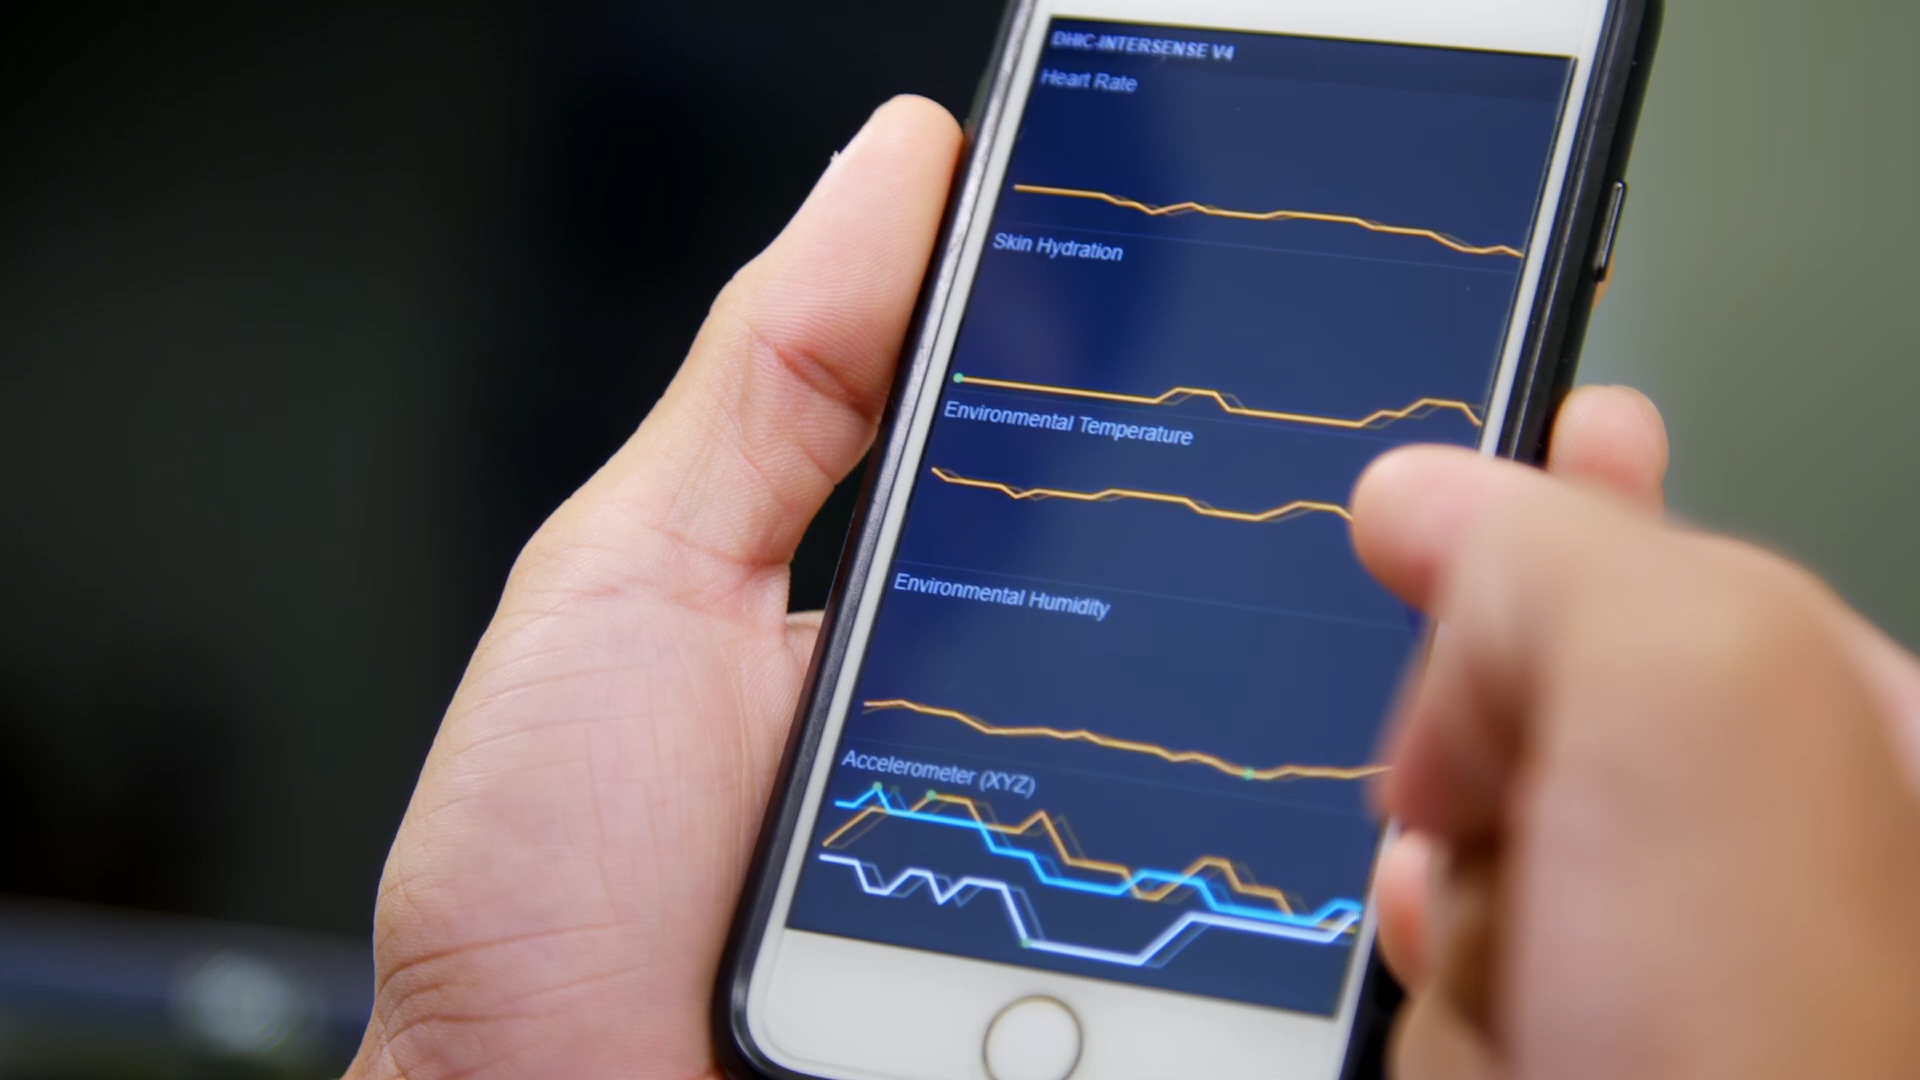 DHIC-INTERSENSE V4
Heart Rate
Skin Hydration
Environmental Temperature
Environmental Humidity
Accelerometer (XYZ)